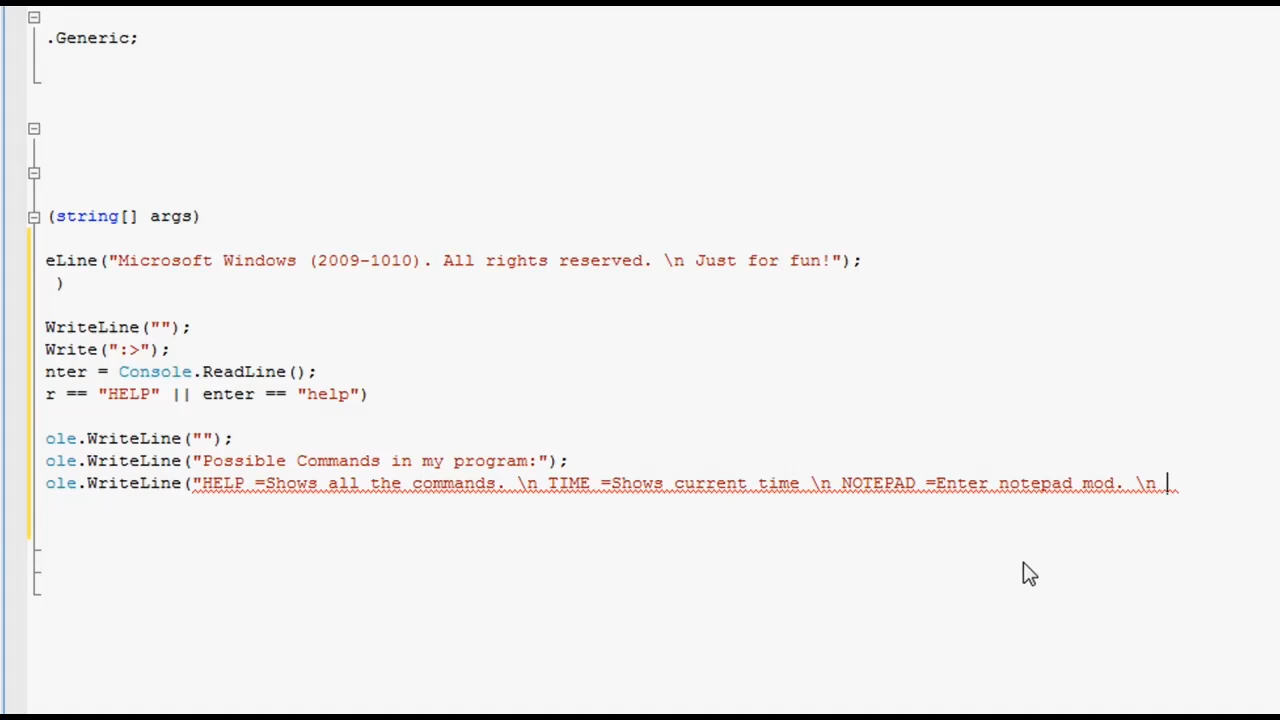 .Generic;
(string[] args)
eLine("Microsoft Windows (2009-1010). All rights reserved. \n Just for fun!");
)
WriteLine("");
Write(":>");
nter = Console.ReadLine();
r == "HELP" || enter == "help")
ole.WriteLine("");
ole.WriteLine("Possible Commands in my program:");
ole.WriteLine("HELP =Shows all the commands. \n TIME =Shows current time \n NOTEPAD =Enter notepad mod. \n